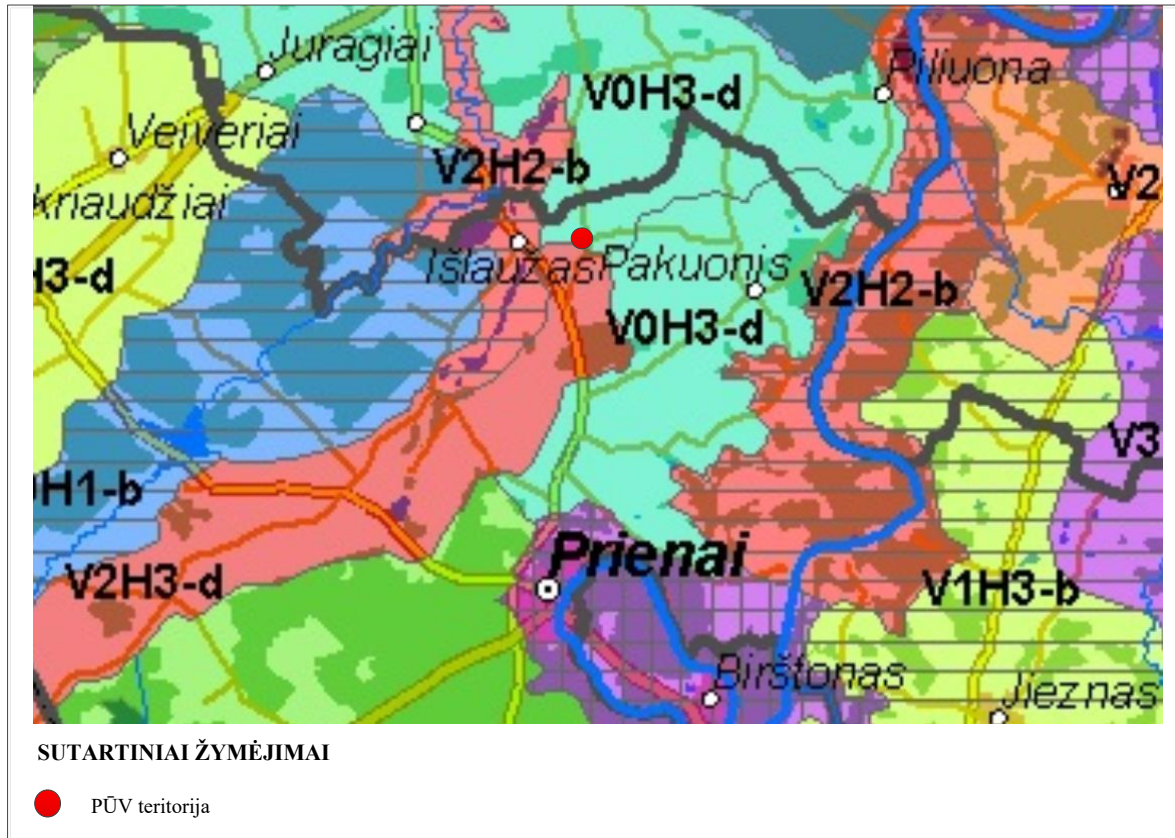 Juragiai
Piliuona
V0H3-d
Veiveriai
V2H2-b
V2
kriaudžiai
Išlaužas
Pakuonis
H3-d
V2H2-b
V0H3-d
V3
H1-b
Prienai
V2H3-d
V1H3-b
Birštonas
Jieznas
SUTARTINIAI ŽYMĖJIMAI
PŪV teritorija